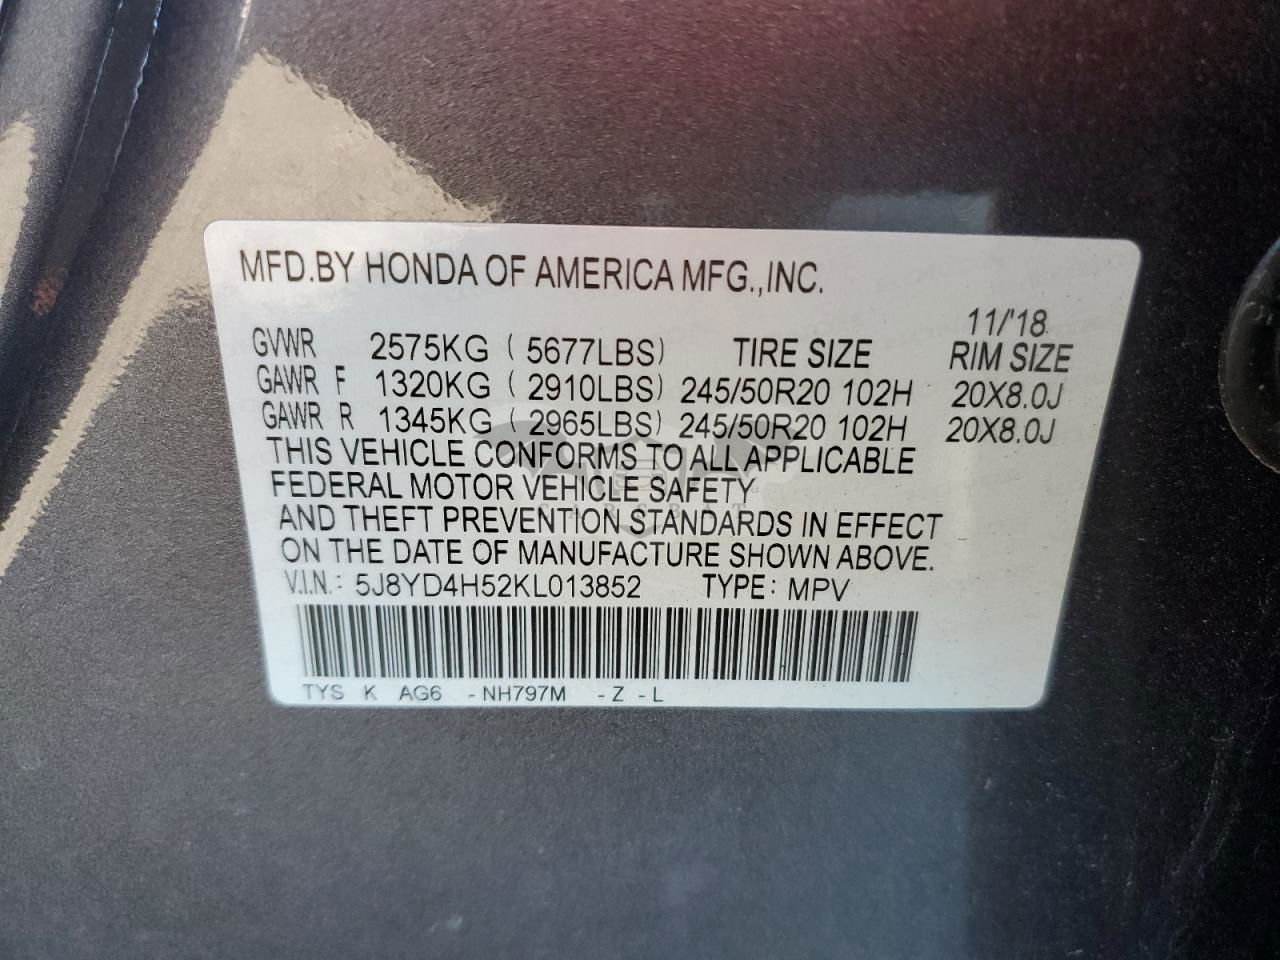 MFD.BY HONDA OF AMERICA MFG.,INC.
11/'18
GVWR 2575KG ( 5677LBS) TIRE SIZE RIM SIZE
GAWR F 1320KG ( 2910LBS) 245/50R20 102H 20X8.0J
GAWR R 1345KG ( 2965LBS) 245/50R20 102H 20X8.0J
THIS VEHICLE CONFORMS TO ALL APPLICABLE
FEDERAL MOTOR VEHICLE SAFETY
AND THEFT PREVENTION STANDARDS IN EFFECT
ON THE DATE OF MANUFACTURE SHOWN ABOVE.
V.I.N.: 5J8YD4H52KL013852 TYPE: MPV
TYS K AG6 -NH797M -Z -L